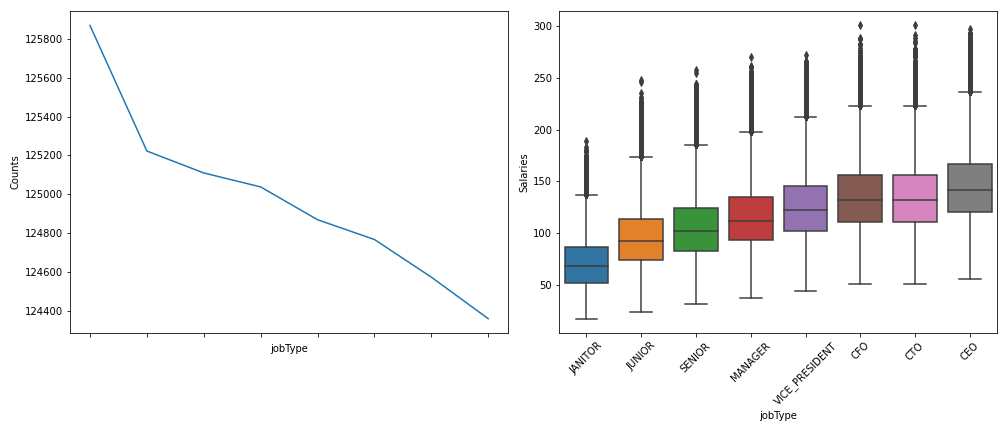 125800
125600
125400
125200
125000
124800
124600
124400
Counts
jobType
300
250
200
150
100
50
Salaries
JANITOR
JUNIOR
SENIOR
MANAGER
VICE_PRESIDENT
CFO
CTO
CEO
jobType